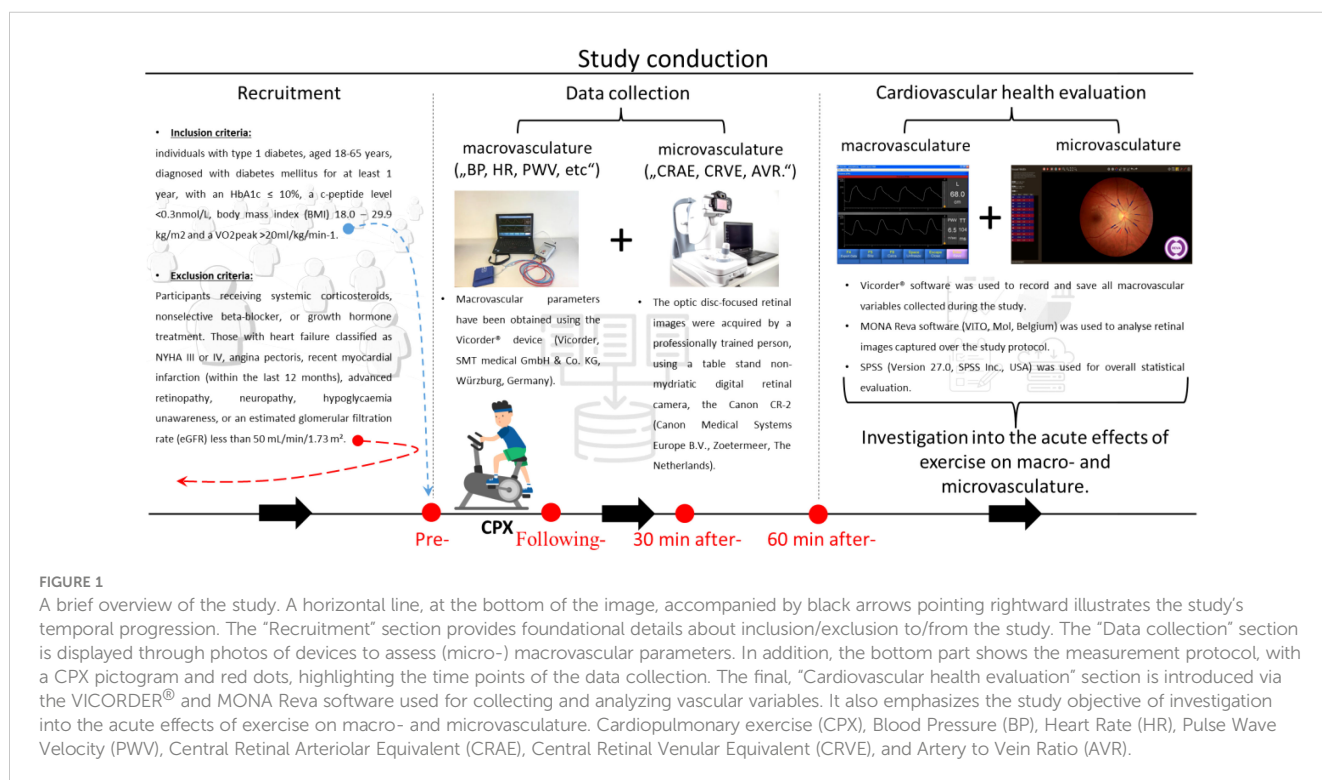 Study conduction
Recruitment
• Inclusion criteria:
individuals with type 1 diabetes, aged 18-65 years,
diagnosed with diabetes mellitus for at least 1
year, with an HbA1c ≤ 10%, a c-peptide level
<0.3nmol/L, body mass index (BMI) 18.0 – 29.9
kg/m2 and a VO2peak >20ml/kg/min-1.
• Exclusion criteria:
Participants receiving systemic corticosteroids,
nonselective beta-blocker, or growth hormone
treatment. Those with heart failure classified as
NYHA III or IV, angina pectoris, recent myocardial
infarction (within the last 12 months), advanced
retinopathy, neuropathy, hypoglycaemia
unawareness, or an estimated glomerular filtration
rate (eGFR) less than 50 mL/min/1.73 m².
Data collection
macrovasculature
(„BP, HR, PWV, etc“)
+
microvasculature
(„CRAE, CRVE, AVR.“)
• Macrovascular parameters
have been obtained using the
Vicorder® device (Vicorder,
SMT medical GmbH & Co. KG,
Würzburg, Germany).
• The optic disc-focused retinal
images were acquired by a
professionally trained person,
using a table stand non-
mydriatic digital retinal
camera, the Canon CR-2
(Canon Medical Systems
Europe B.V., Zoetermeer, The
Netherlands).
Cardiovascular health evaluation
macrovasculature
+
microvasculature
L
68.0
cm
PWV TT
6.5 104
m/s ms
• Vicorder® software was used to record and save all macrovascular
variables collected during the study.
• MONA Reva software (VITO, Mol, Belgium) was used to analyse retinal
images captured over the study protocol.
• SPSS (Version 27.0, SPSS Inc., USA) was used for overall statistical
evaluation.
Investigation into the acute effects of
exercise on macro- and
microvasculature.
CPX
Pre-
Following-
30 min after-
60 min after-
FIGURE 1
A brief overview of the study. A horizontal line, at the bottom of the image, accompanied by black arrows pointing rightward illustrates the study's
temporal progression. The “Recruitment” section provides foundational details about inclusion/exclusion to/from the study. The “Data collection” section
is displayed through photos of devices to assess (micro-) macrovascular parameters. In addition, the bottom part shows the measurement protocol, with
a CPX pictogram and red dots, highlighting the time points of the data collection. The final, “Cardiovascular health evaluation” section is introduced via
the VICORDER® and MONA Reva software used for collecting and analyzing vascular variables. It also emphasizes the study objective of investigation
into the acute effects of exercise on macro- and microvasculature. Cardiopulmonary exercise (CPX), Blood Pressure (BP), Heart Rate (HR), Pulse Wave
Velocity (PWV), Central Retinal Arteriolar Equivalent (CRAE), Central Retinal Venular Equivalent (CRVE), and Artery to Vein Ratio (AVR).